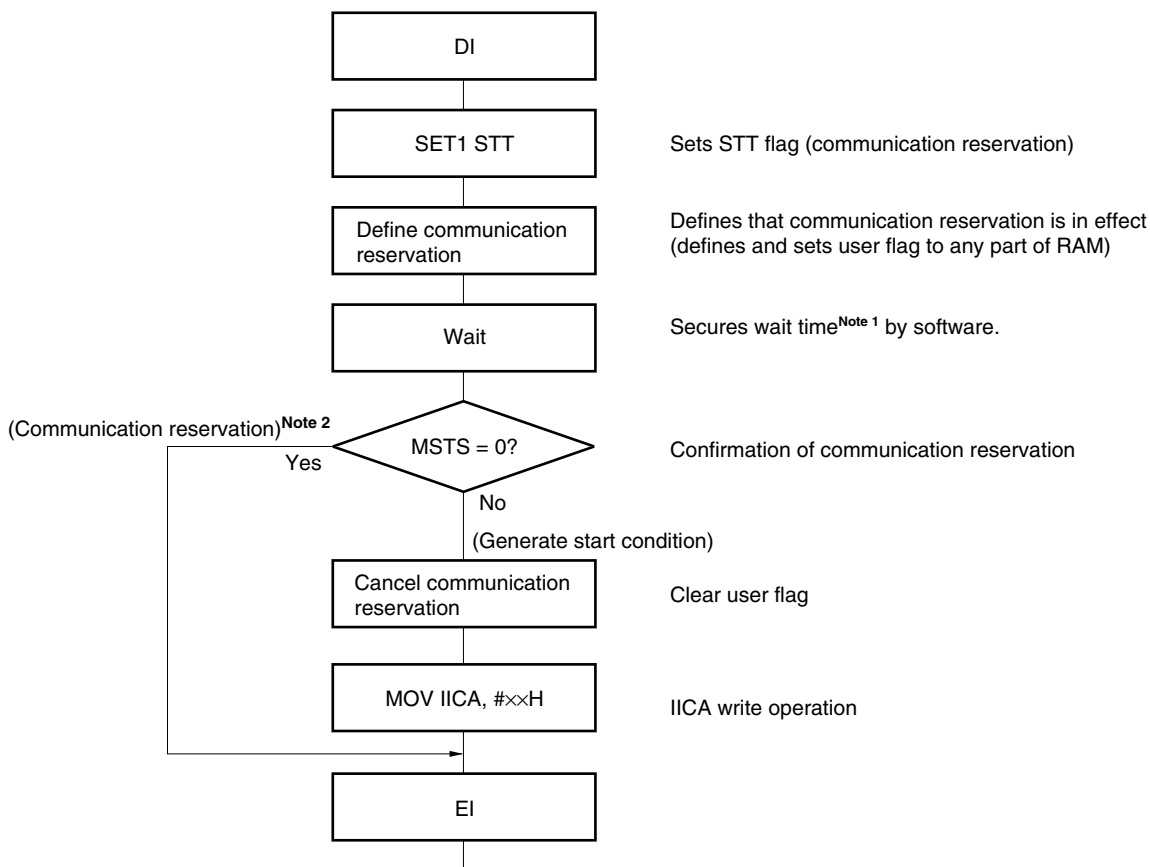 DI
SET1 STT
Sets STT flag (communication reservation)
Define communication
reservation
Defines that communication reservation is in effect
(defines and sets user flag to any part of RAM)
Wait
Secures wait timeNote 1 by software.
(Communication reservation)Note 2
Yes
MSTS = 0?
Confirmation of communication reservation
No
(Generate start condition)
Cancel communication
reservation
Clear user flag
MOV IICA, #××H
IICA write operation
EI